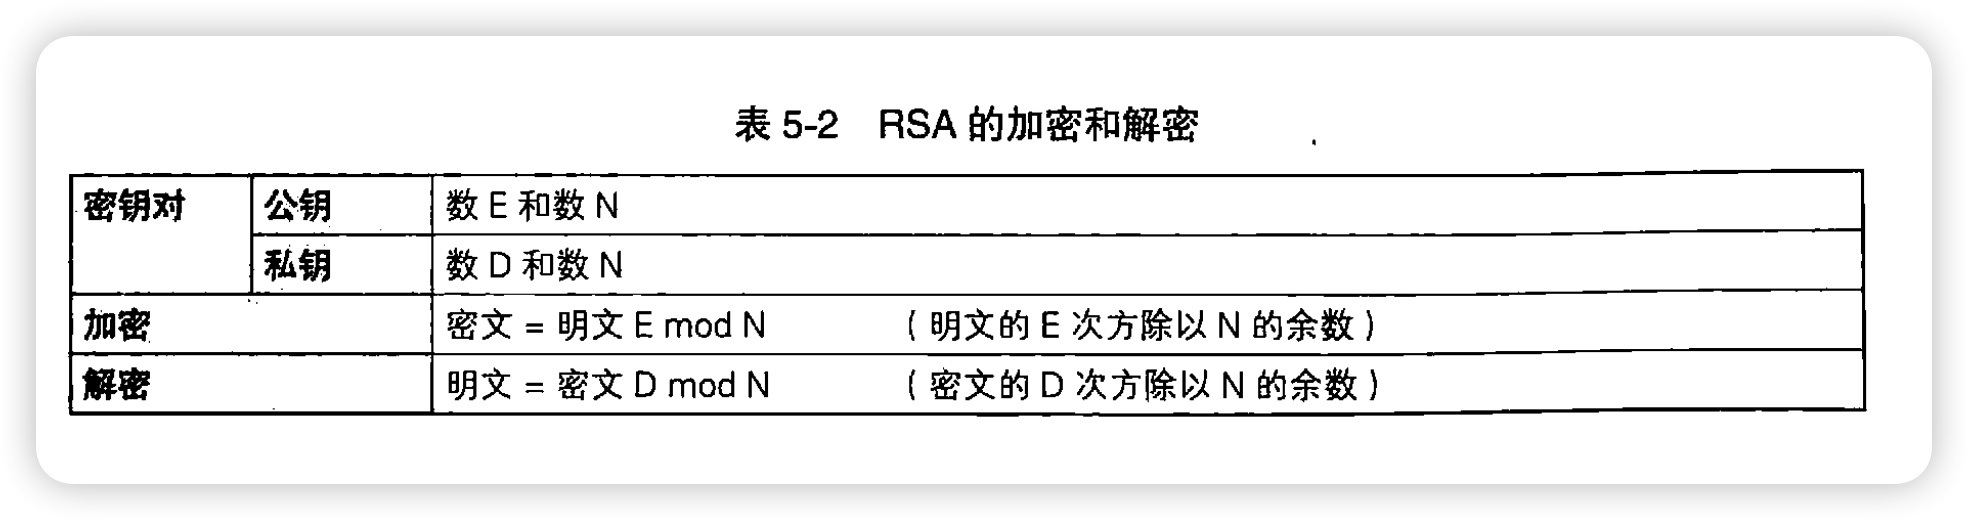 表 5-2 RSA 的加密和解密
密钥对 公钥 数 E 和数 N
私钥 数 D 和数 N
加密 密文 = 明文 E mod N （明文的 E 次方除以 N 的余数）
解密 明文 = 密文 D mod N （密文的 D 次方除以 N 的余数）